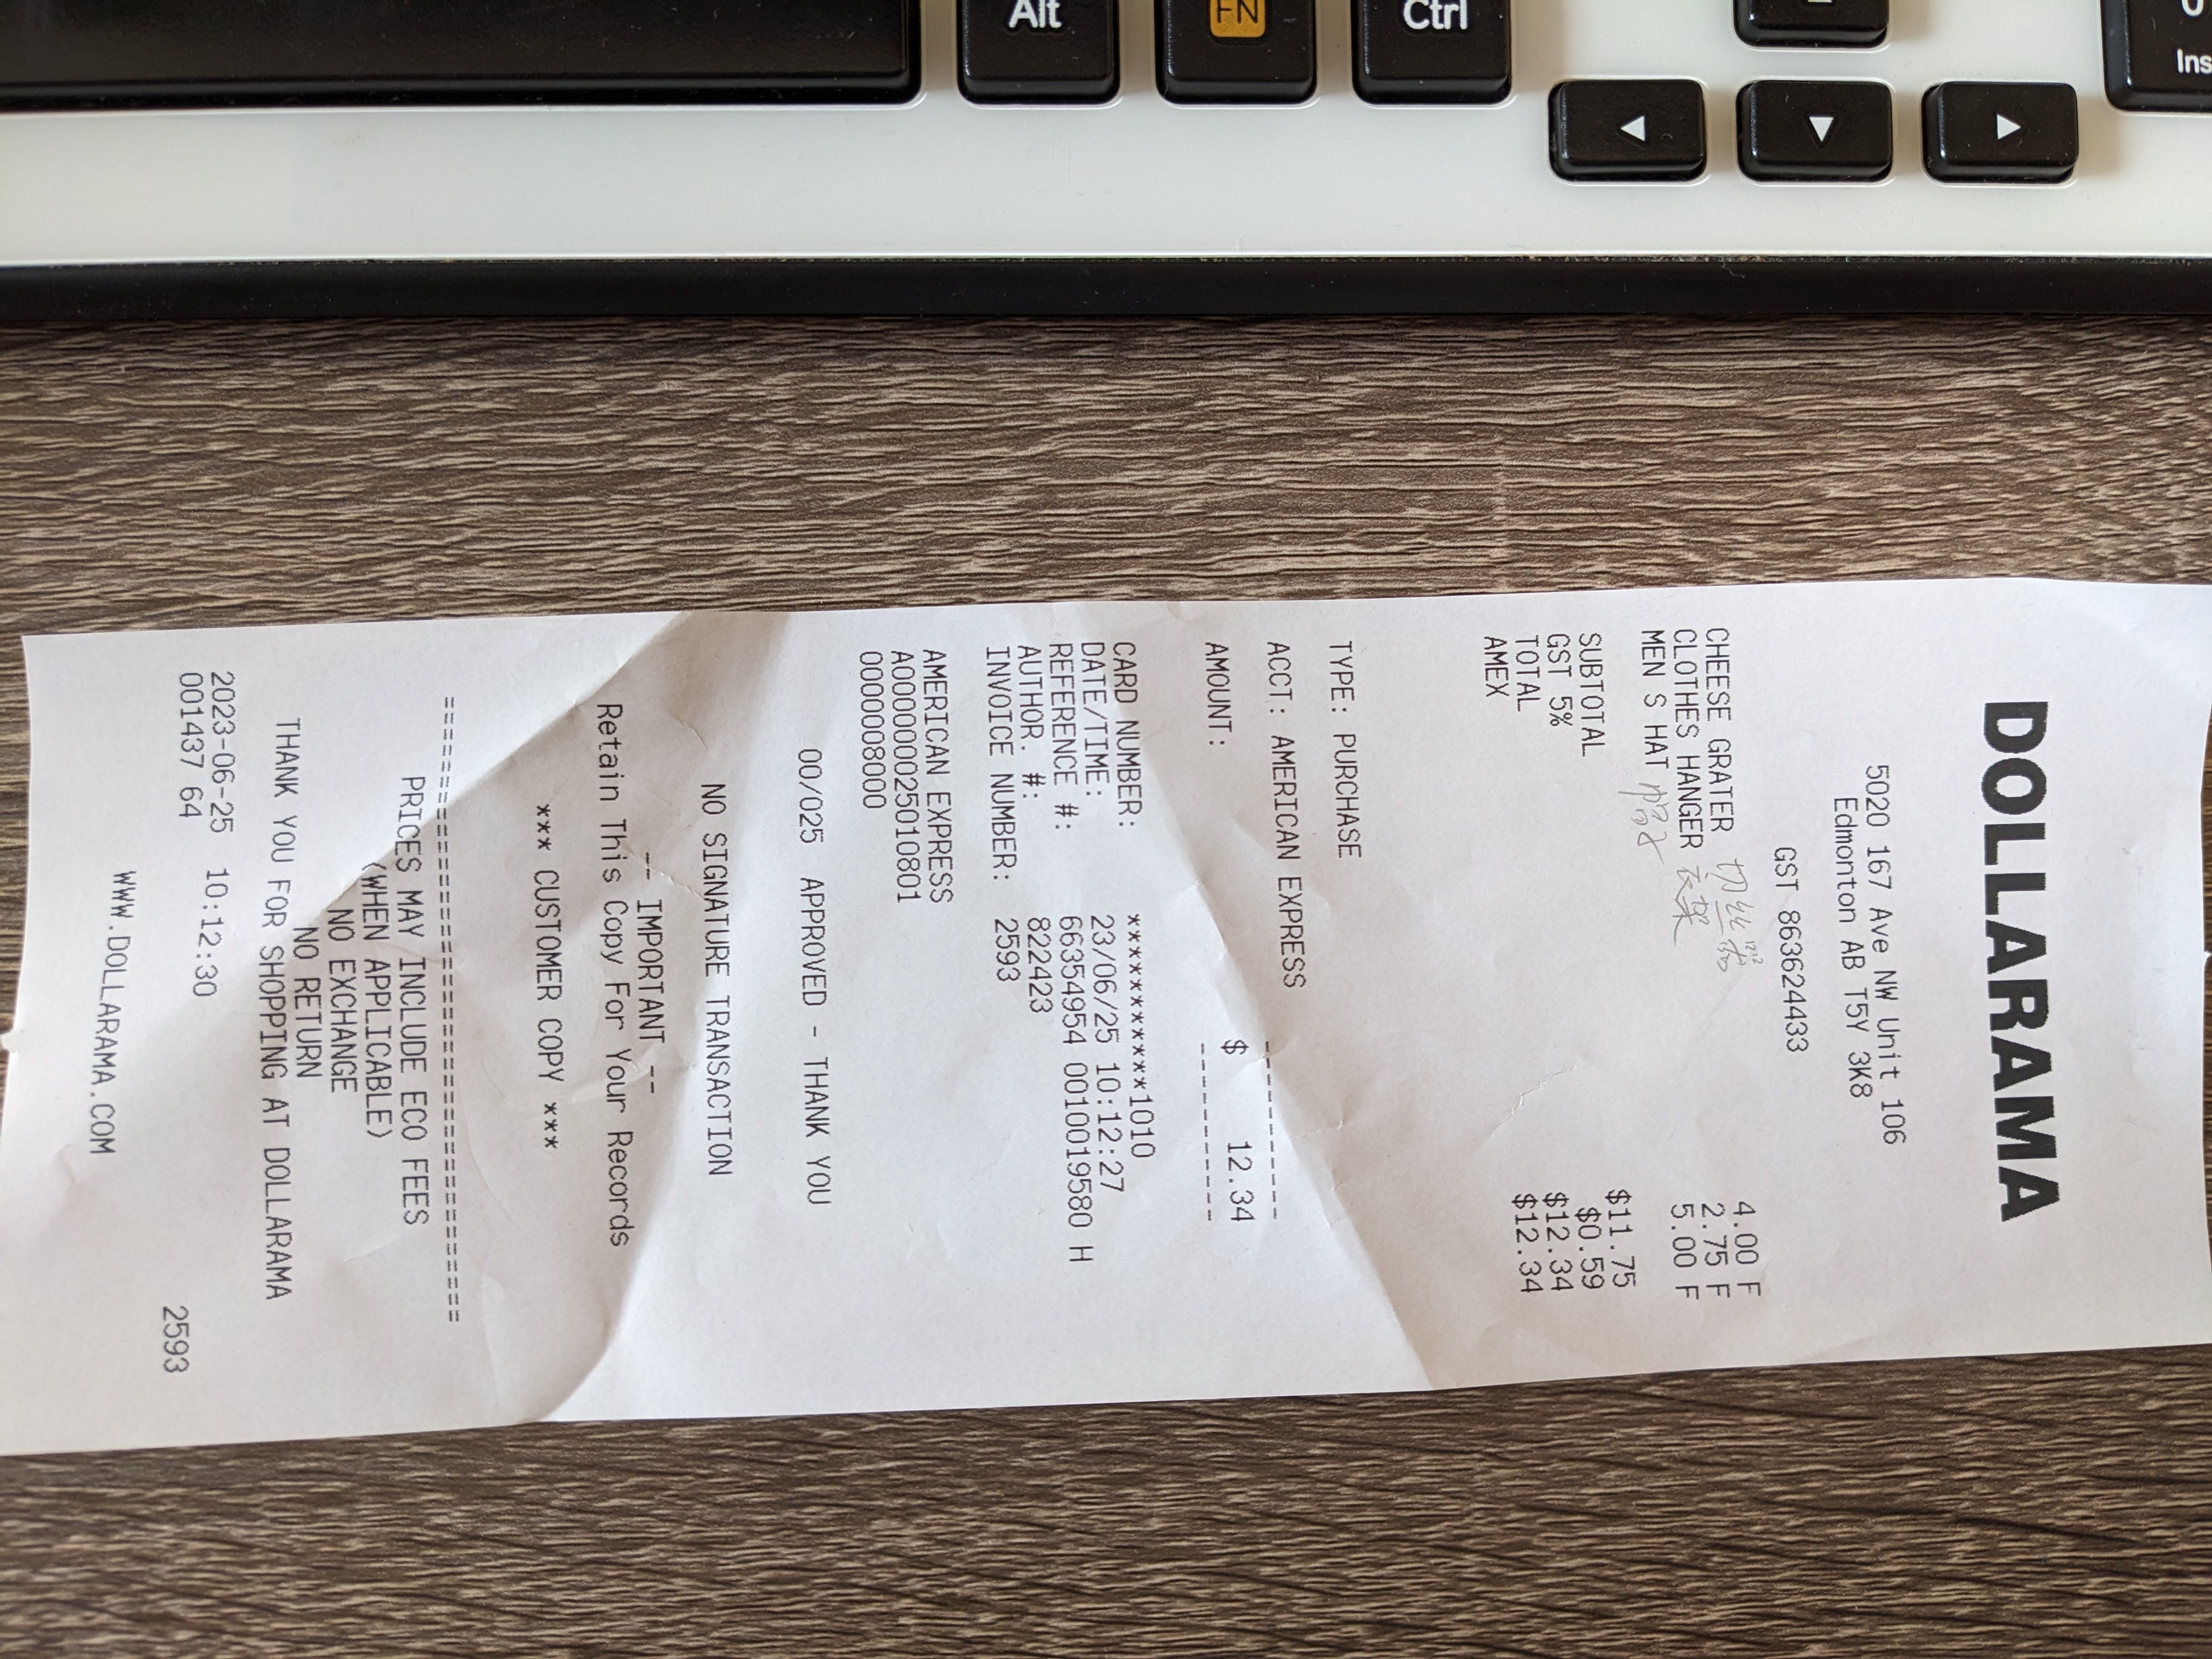 Alt
FN
Ctrl
Ins
DOLLARAMA
5020 167 Ave NW Unit 106
Edmonton AB T5Y 3K8
GST 863624433
CHEESE GRATER 切丝器 4.00 F
CLOTHES HANGER 衣架 2.75 F
MEN S HAT 帽子 5.00 F
SUBTOTAL $11.75
GST 5% $0.59
TOTAL $12.34
AMEX $12.34
TYPE: PURCHASE
ACCT: AMERICAN EXPRESS
------------
AMOUNT: $ 12.34
------------
CARD NUMBER: ***********1010
DATE/TIME: 23/06/25 10:12:27
REFERENCE #: 66354954 0010019580 H
AUTHOR. #: 822423
INVOICE NUMBER: 2593
AMERICAN EXPRESS
A000000025010801
0000008000
00/025 APPROVED - THANK YOU
NO SIGNATURE TRANSACTION
-- IMPORTANT --
Retain This Copy For Your Records
*** CUSTOMER COPY ***
========================================
PRICES MAY INCLUDE ECO FEES
(WHEN APPLICABLE)
NO EXCHANGE
NO RETURN
THANK YOU FOR SHOPPING AT DOLLARAMA
2023-06-25 10:12:30
001437 64 2593
WWW.DOLLARAMA.COM